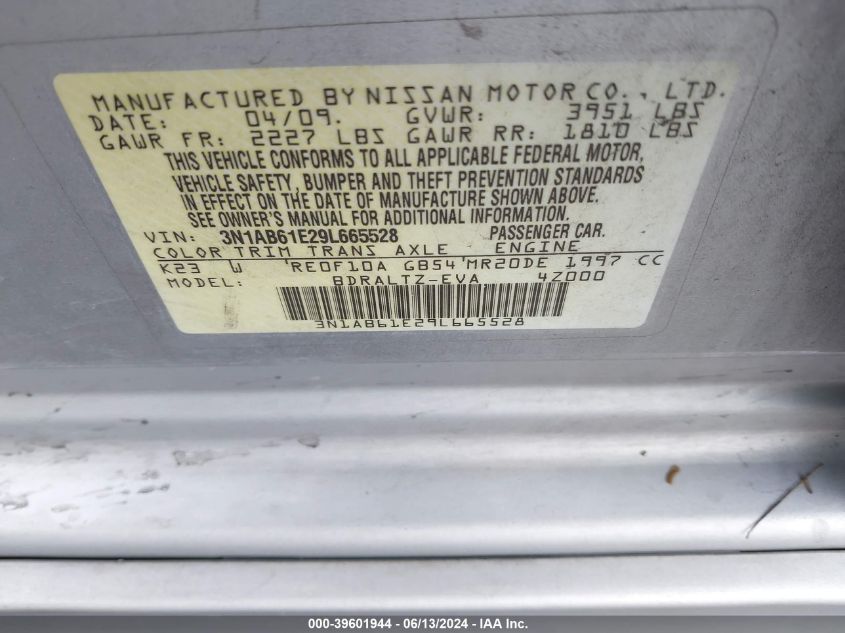 MANUFACTURED BY NISSAN MOTOR CO., LTD.
DATE: 04/09. GVWR: 3951 LBS
GAWR FR: 2227 LBS GAWR RR: 1810 LBS
THIS VEHICLE CONFORMS TO ALL APPLICABLE FEDERAL MOTOR,
VEHICLE SAFETY, BUMPER AND THEFT PREVENTION STANDARDS
IN EFFECT ON THE DATE OF MANUFACTURE SHOWN ABOVE.
SEE OWNER'S MANUAL FOR ADDITIONAL INFORMATION.
VIN: 3N1AB61E29L665528 PASSENGER CAR.
COLOR TRIM TRANS AXLE ENGINE
K23 W 'RE0F10A GB54'MR20DE 1997 CC
MODEL: BDRALTZ-EVA 4Z000
3N1AB61E29L665528
000-39601944 - 06/13/2024 - IAA Inc.